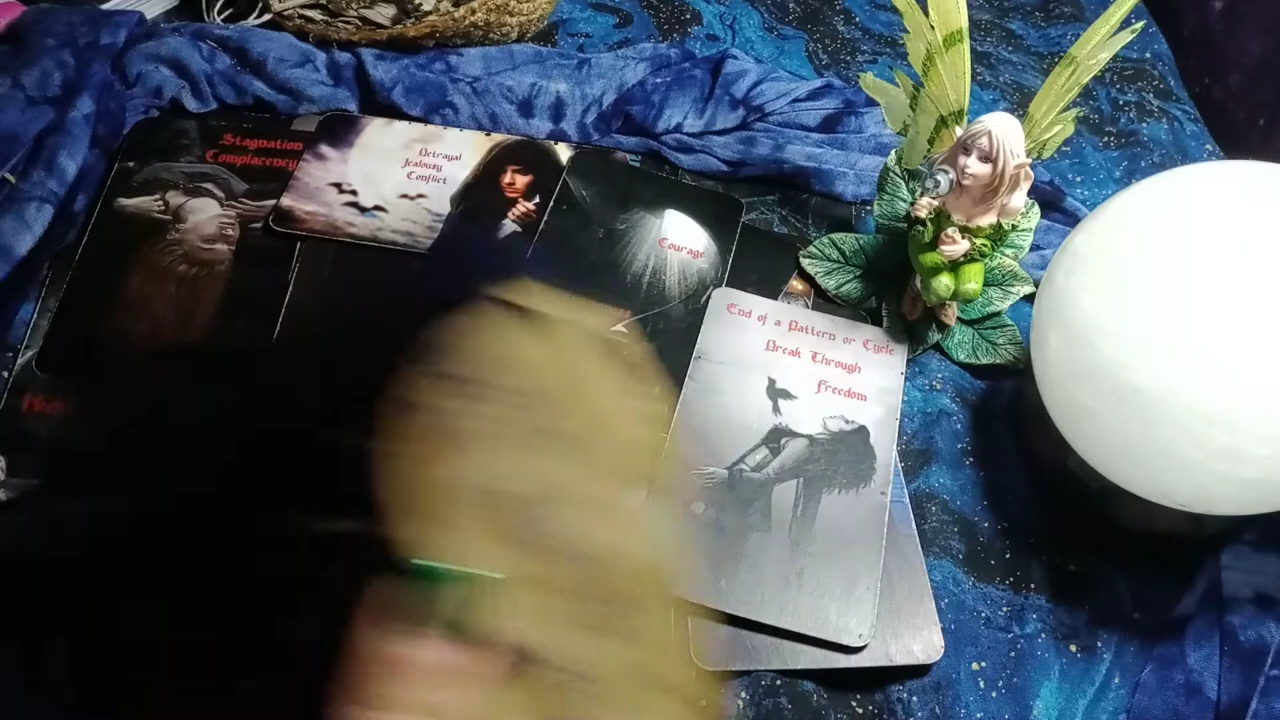 Stagnation
Complacency
Betrayal
Jealousy
Conflict
Courage
End of a Pattern or Cycle
Break Through
Freedom